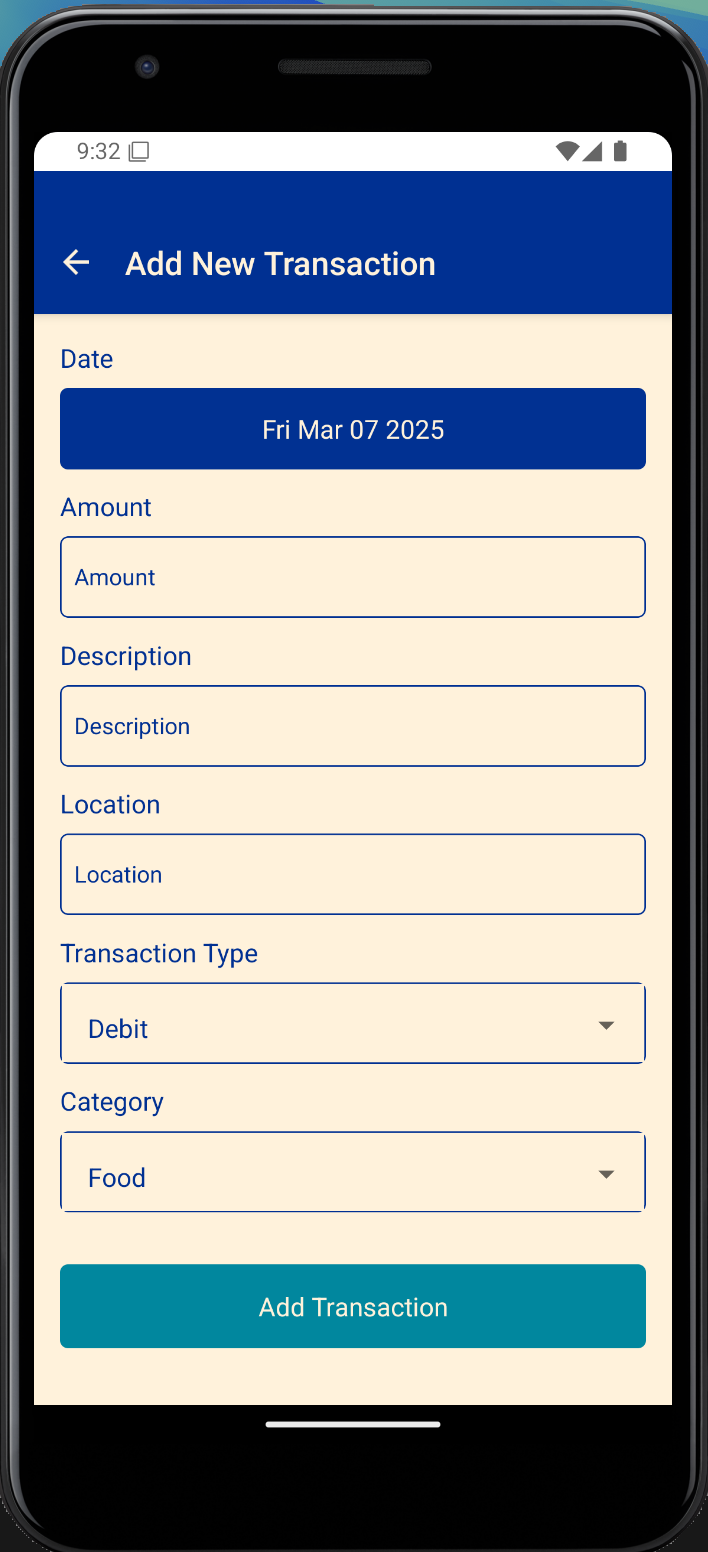 9:32
Add New Transaction
Date
Fri Mar 07 2025
Amount
Amount
Description
Description
Location
Location
Transaction Type
Debit
Category
Food
Add Transaction